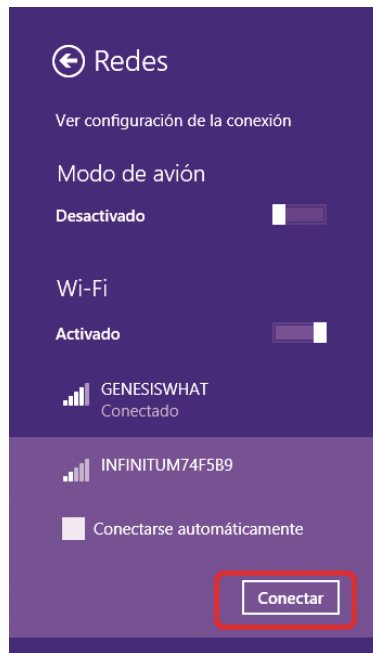 Redes
Ver configuración de la conexión
Modo de avión
Desactivado
Wi-Fi
Activado
GENESISWHAT
Conectado
INFINITUM74F5B9
Conectarse automáticamente
Conectar